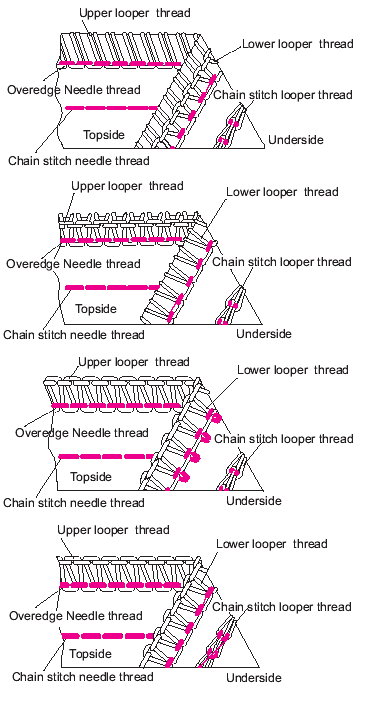 Upper looper thread
Lower looper thread
Overedge Needle thread
Chain stitch looper thread
Topside
Underside
Chain stitch needle thread
Upper looper thread
Lower looper thread
Overedge Needle thread
Chain stitch looper thread
Topside
Underside
Chain stitch needle thread
Upper looper thread
Lower looper thread
Overedge Needle thread
Chain stitch looper thread
Topside
Underside
Chain stitch needle thread
Upper looper thread
Lower looper thread
Chain stitch looper thread
Overedge Needle thread
Topside
Chain stitch needle thread
Underside